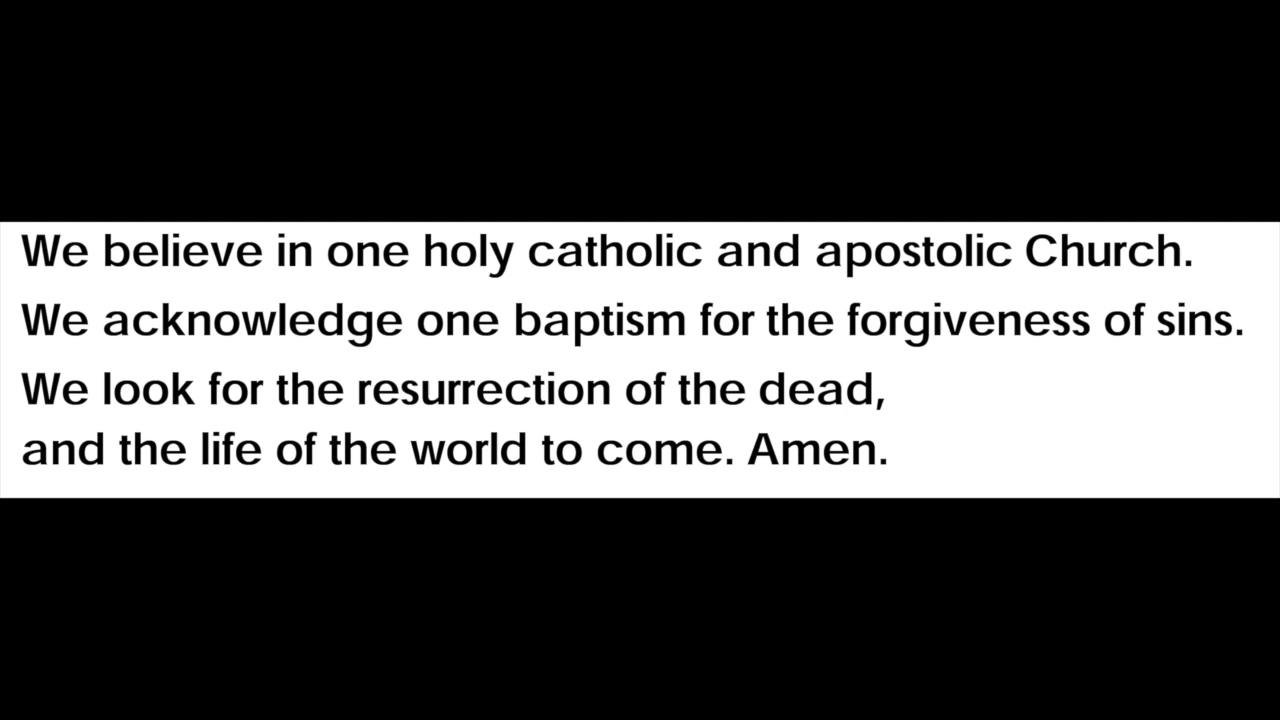 We believe in one holy catholic and apostolic Church.
We acknowledge one baptism for the forgiveness of sins.
We look for the resurrection of the dead,
and the life of the world to come. Amen.